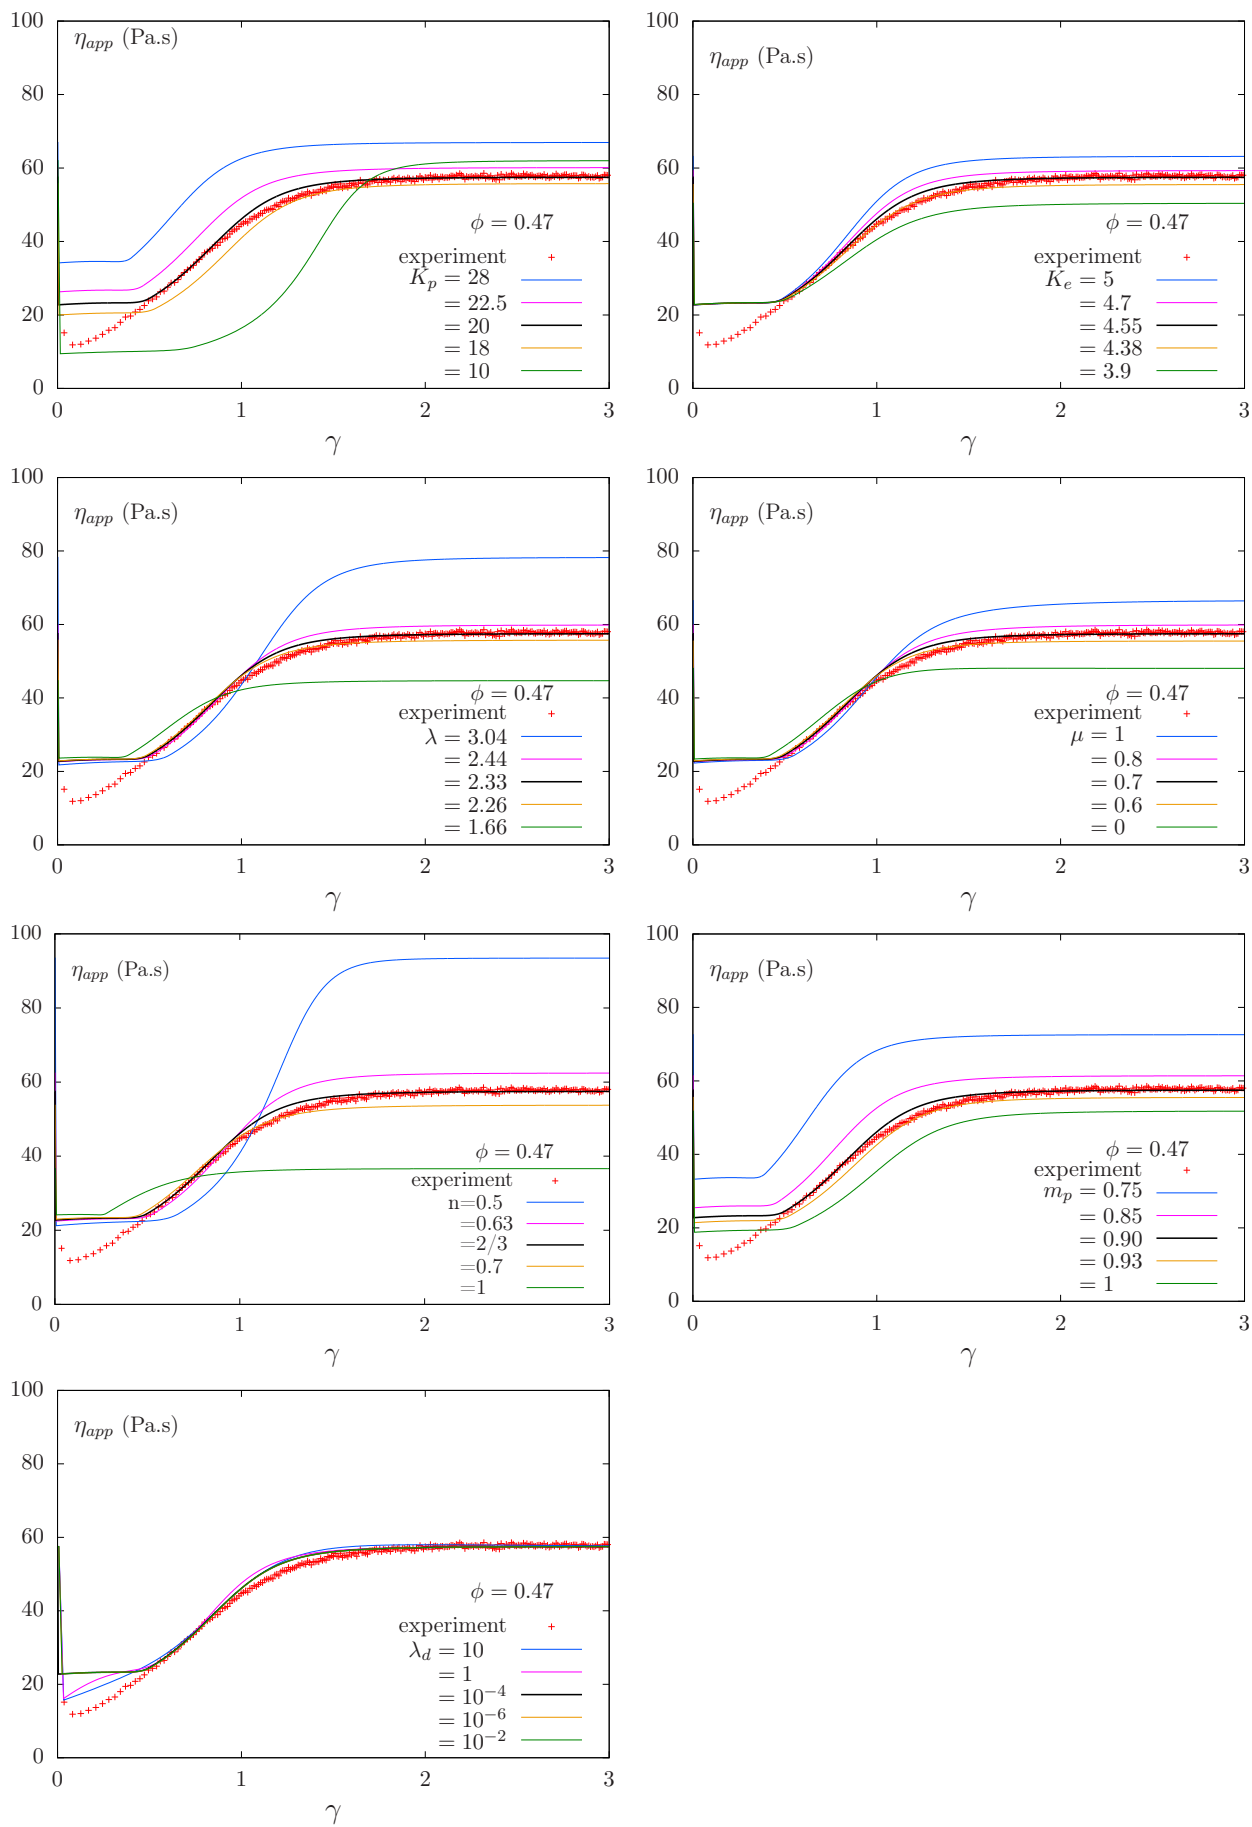 100
80
60
40
20
0
η_app (Pa.s)
ϕ = 0.47
experiment
K_p = 28
= 22.5
= 20
= 18
= 10
0 1 2 3
γ
100
80
60
40
20
0
η_app (Pa.s)
ϕ = 0.47
experiment
K_e = 5
= 4.7
= 4.55
= 4.38
= 3.9
0 1 2 3
γ
100
80
60
40
20
0
η_app (Pa.s)
ϕ = 0.47
experiment
λ = 3.04
= 2.44
= 2.33
= 2.26
= 1.66
0 1 2 3
γ
100
80
60
40
20
0
η_app (Pa.s)
ϕ = 0.47
experiment
μ = 1
= 0.8
= 0.7
= 0.6
= 0
0 1 2 3
γ
100
80
60
40
20
0
η_app (Pa.s)
ϕ = 0.47
experiment
n=0.5
=0.63
=2/3
=0.7
=1
0 1 2 3
γ
100
80
60
40
20
0
η_app (Pa.s)
ϕ = 0.47
experiment
m_p = 0.75
= 0.85
= 0.90
= 0.93
= 1
0 1 2 3
γ
100
80
60
40
20
0
η_app (Pa.s)
ϕ = 0.47
experiment
λ_d = 10
= 1
= 10⁻⁴
= 10⁻⁶
= 10⁻²
0 1 2 3
γ